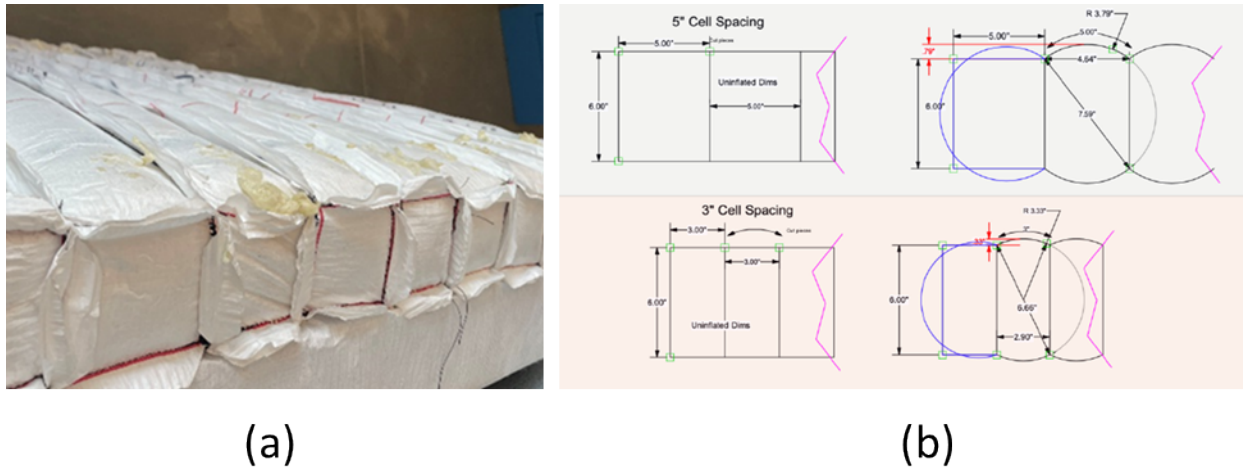 5" Cell Spacing
5.00"
Cut pieces
6.00"
Uninflated Dims
5.00"
R 3.79"
5.00"
5.00"
.79"
4.64"
6.00"
7.59"
3" Cell Spacing
3.00"
Cut pieces
3.00"
6.00"
Uninflated Dims
R 3.33"
3"
.33"
6.00"
6.66"
2.90"
(a)
(b)